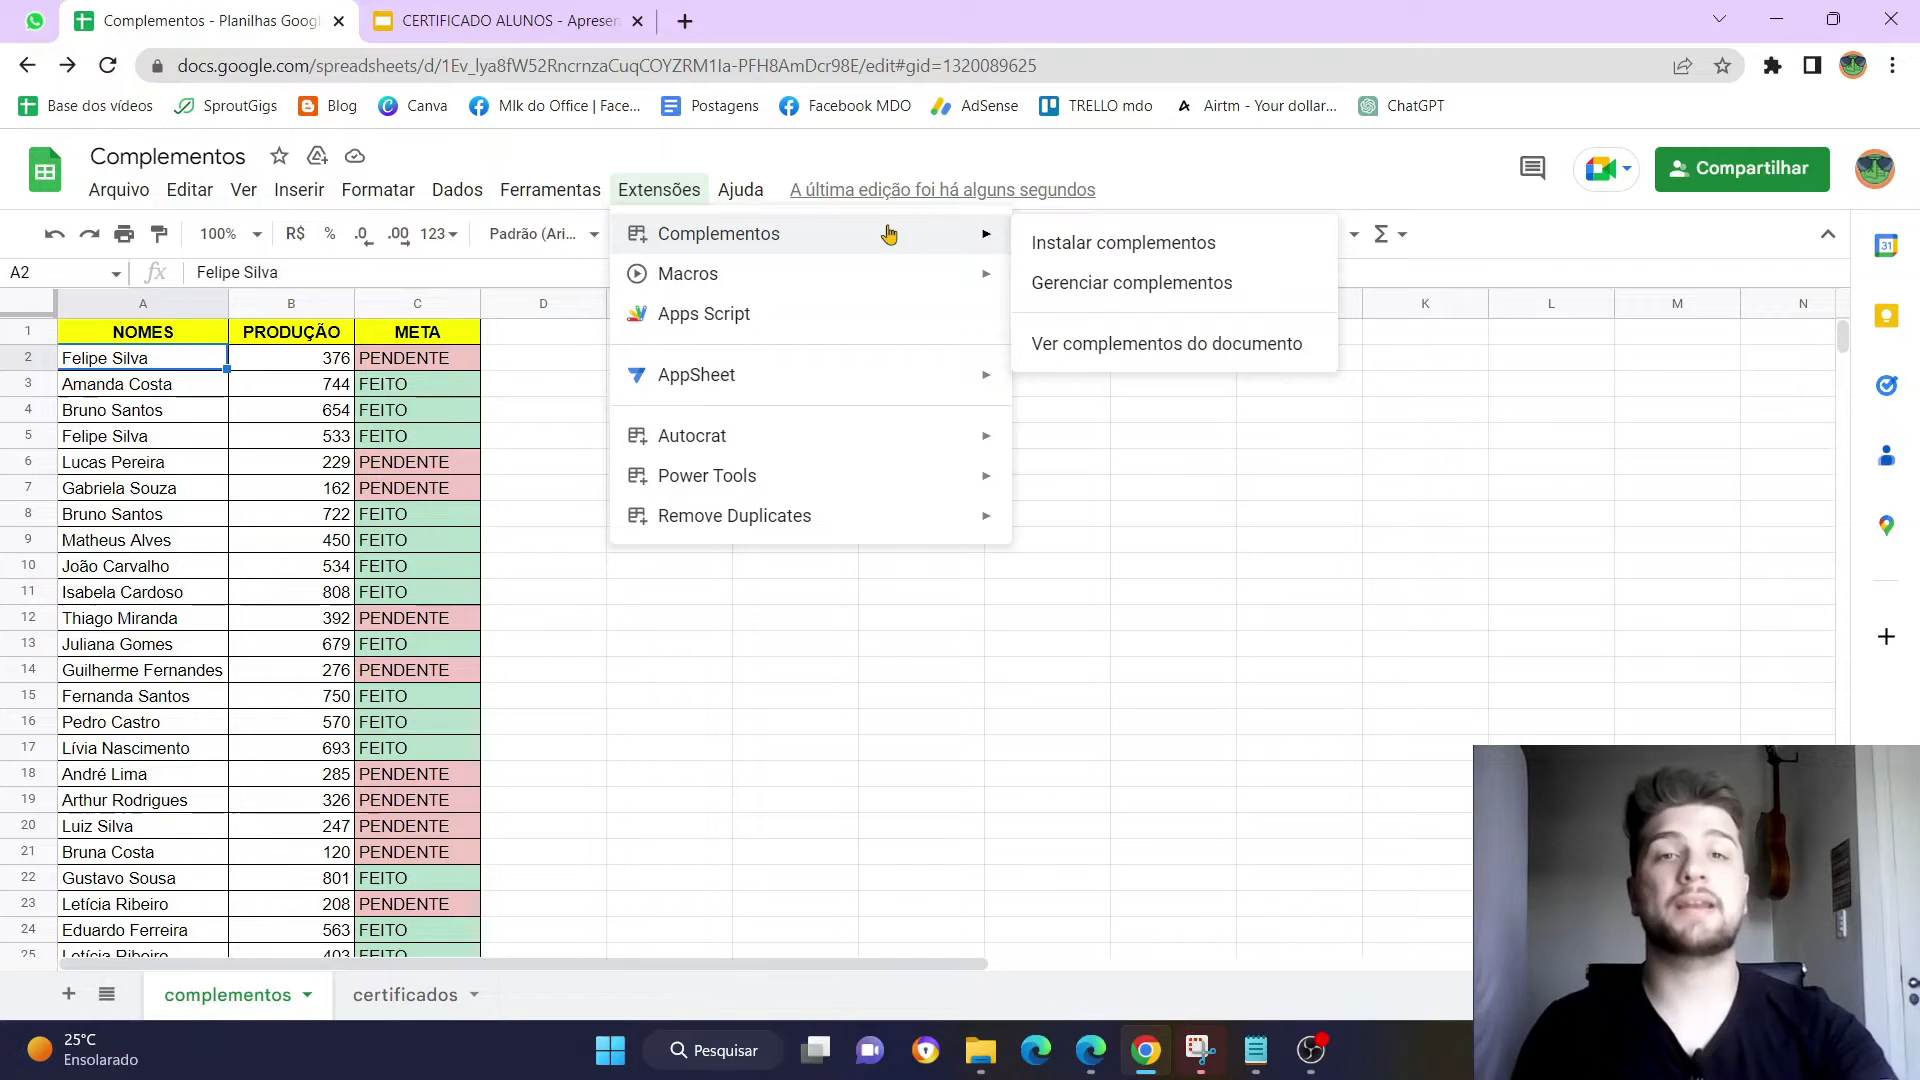 Complementos - Planilhas Googl
CERTIFICADO ALUNOS - Apresen
docs.google.com/spreadsheets/d/1Ev_lya8fW52RncrnzaCuqCOYZRM1Ia-PFH8AmDcr98E/edit#gid=1320089625
Base dos vídeos
SproutGigs
Blog
Canva
Mlk do Office | Face...
Postagens
Facebook MDO
AdSense
TRELLO mdo
Airtm - Your dollar...
ChatGPT
Complementos
Compartilhar
Arquivo Editar Ver Inserir Formatar Dados Ferramentas Extensões Ajuda A última edição foi há alguns segundos
100% R$ % .0 .00 123 Padrão (Ari...
Complementos
Macros
Apps Script
AppSheet
Autocrat
Power Tools
Remove Duplicates
Instalar complementos
Gerenciar complementos
Ver complementos do documento
31
A2 fx Felipe Silva
A B C D K L M N
1 NOMES PRODUÇÃO META
2 Felipe Silva 376 PENDENTE
3 Amanda Costa 744 FEITO
4 Bruno Santos 654 FEITO
5 Felipe Silva 533 FEITO
6 Lucas Pereira 229 PENDENTE
7 Gabriela Souza 162 PENDENTE
8 Bruno Santos 722 FEITO
9 Matheus Alves 450 FEITO
10 João Carvalho 534 FEITO
11 Isabela Cardoso 808 FEITO
12 Thiago Miranda 392 PENDENTE
13 Juliana Gomes 679 FEITO
14 Guilherme Fernandes 276 PENDENTE
15 Fernanda Santos 750 FEITO
16 Pedro Castro 570 FEITO
17 Lívia Nascimento 693 FEITO
18 André Lima 285 PENDENTE
19 Arthur Rodrigues 326 PENDENTE
20 Luiz Silva 247 PENDENTE
21 Bruna Costa 120 PENDENTE
22 Gustavo Sousa 801 FEITO
23 Letícia Ribeiro 208 PENDENTE
24 Eduardo Ferreira 563 FEITO
25 Letícia Ribeiro 403 FEITO
complementos
certificados
25°C
Ensolarado
Pesquisar